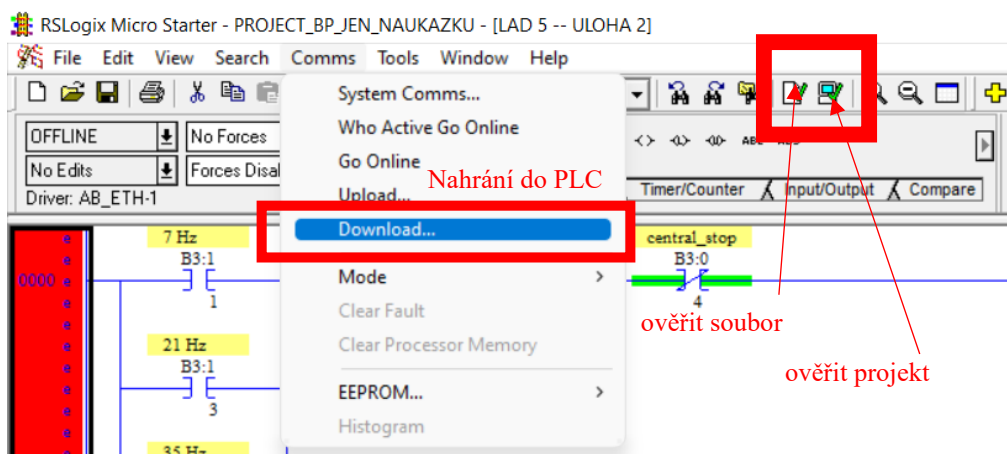 RSLogix Micro Starter - PROJECT_BP_JEN_NAUKAZKU - [LAD 5 -- ULOHA 2]
File Edit View Search Comms Tools Window Help
System Comms...
Who Active Go Online
Go Online
Upload...
Download...
Mode
Clear Fault
Clear Processor Memory
EEPROM...
Histogram
Nahrání do PLC
OFFLINE
No Forces
No Edits
Forces Disa
Driver: AB_ETH-1
Timer/Counter Input/Output Compare
7 Hz
B3:1
1
0000
central_stop
B3:0
4
21 Hz
B3:1
3
35 Hz
ověřit soubor
ověřit projekt
e
e
e
e
e
e
e
e
e